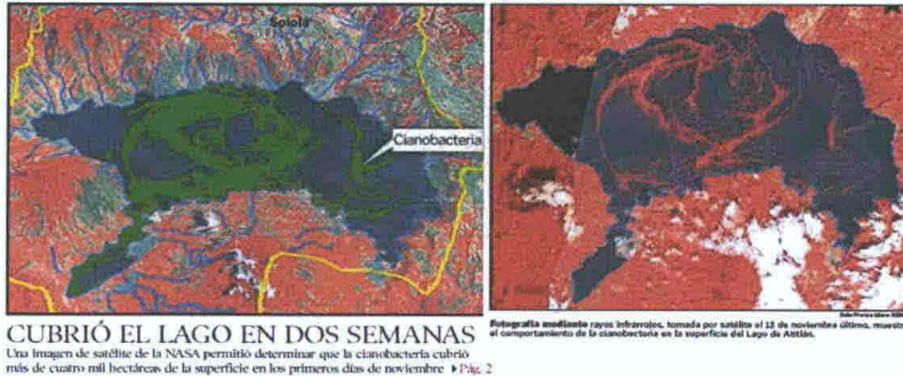 Sololá
Cianobacteria
CUBRIÓ EL LAGO EN DOS SEMANAS
Una imagen de satélite de la NASA permitió determinar que la cianobacteria cubrió
más de cuatro mil hectáreas de la superficie en los primeros días de noviembre ▸ Pág. 2
Fotografía mediante rayos infrarrojos, tomada por satélite el 18 de noviembre último, muestra
el comportamiento de la cianobacteria en la superficie del Lago de Atitlán.